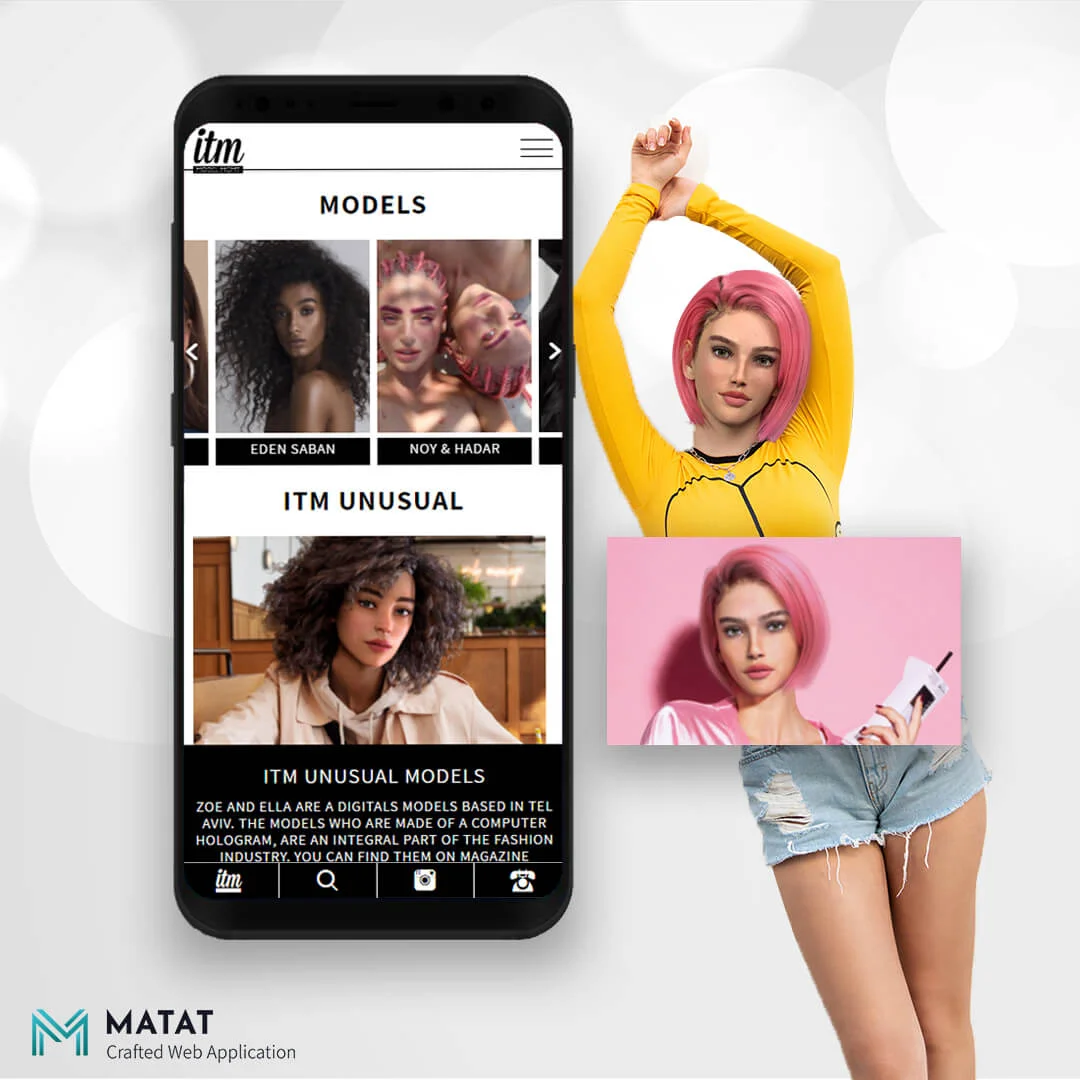 itm
MODELS
EDEN SABAN
NOY & HADAR
ITM UNUSUAL
ITM UNUSUAL MODELS
ZOE AND ELLA ARE A DIGITALS MODELS BASED IN TEL
AVIV. THE MODELS WHO ARE MADE OF A COMPUTER
HOLOGRAM, ARE AN INTEGRAL PART OF THE FASHION
INDUSTRY. YOU CAN FIND THEM ON MAGAZINE
itm
MATAT
Crafted Web Application